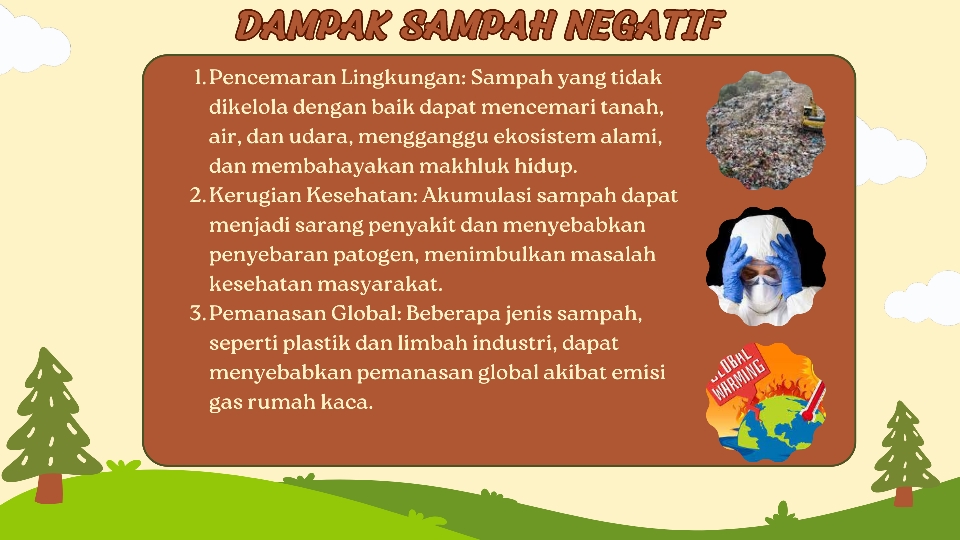 DAMPAK SAMPAH NEGATIF
1. Pencemaran Lingkungan: Sampah yang tidak
dikelola dengan baik dapat mencemari tanah,
air, dan udara, mengganggu ekosistem alami,
dan membahayakan makhluk hidup.
2. Kerugian Kesehatan: Akumulasi sampah dapat
menjadi sarang penyakit dan menyebabkan
penyebaran patogen, menimbulkan masalah
kesehatan masyarakat.
3. Pemanasan Global: Beberapa jenis sampah,
seperti plastik dan limbah industri, dapat
menyebabkan pemanasan global akibat emisi
gas rumah kaca.
GLOBAL
WARMING